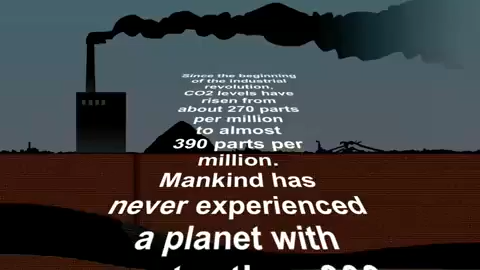 Since the beginning
of the industrial
revolution,
CO2 levels have
risen from
about 270 parts
per million
to almost
390 parts per
million.
Mankind has
never experienced
a planet with